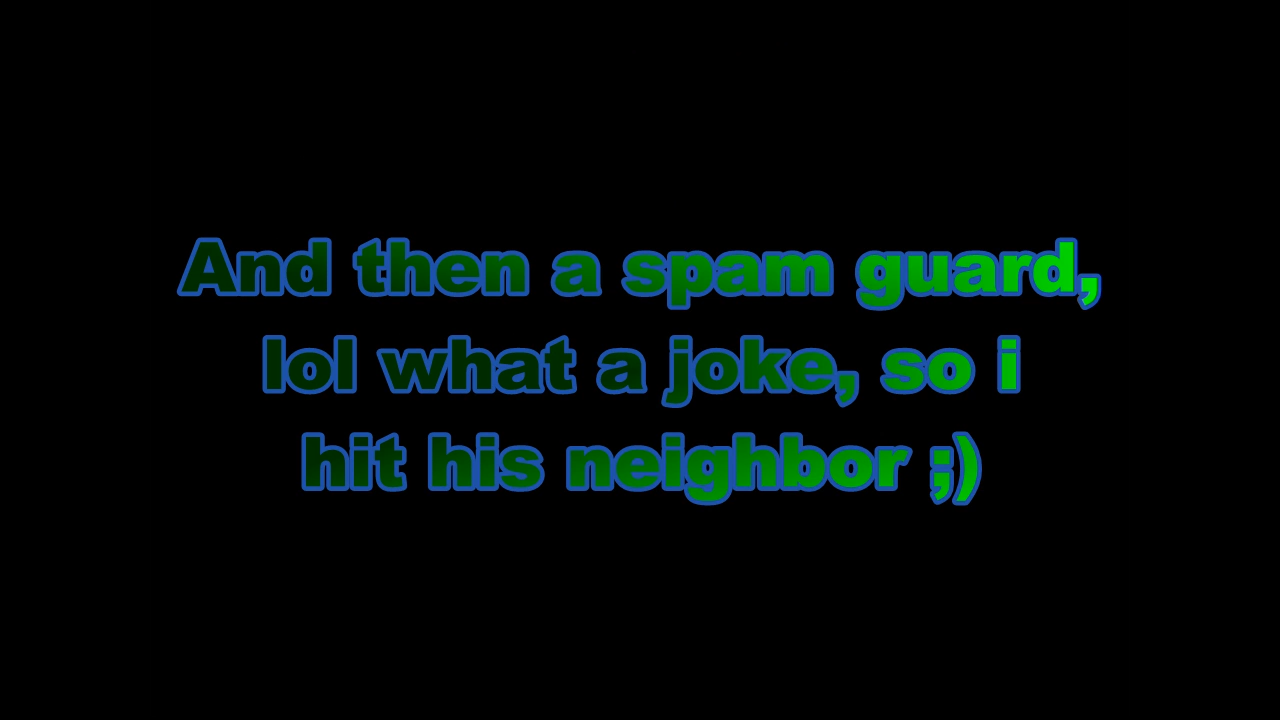 And then a spam guard,
lol what a joke, so i
hit his neighbor ;)